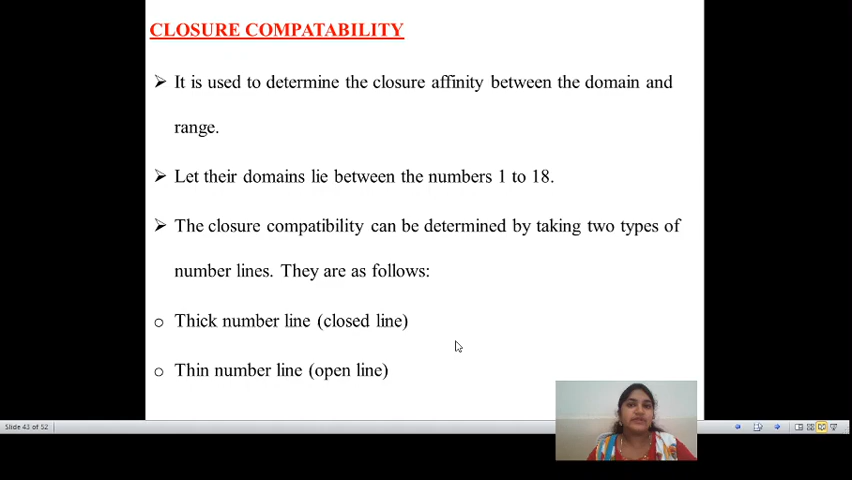 CLOSURE COMPATABILITY
➢ It is used to determine the closure affinity between the domain and
range.
➢ Let their domains lie between the numbers 1 to 18.
➢ The closure compatibility can be determined by taking two types of
number lines. They are as follows:
o Thick number line (closed line)
o Thin number line (open line)
Slide 43 of 52